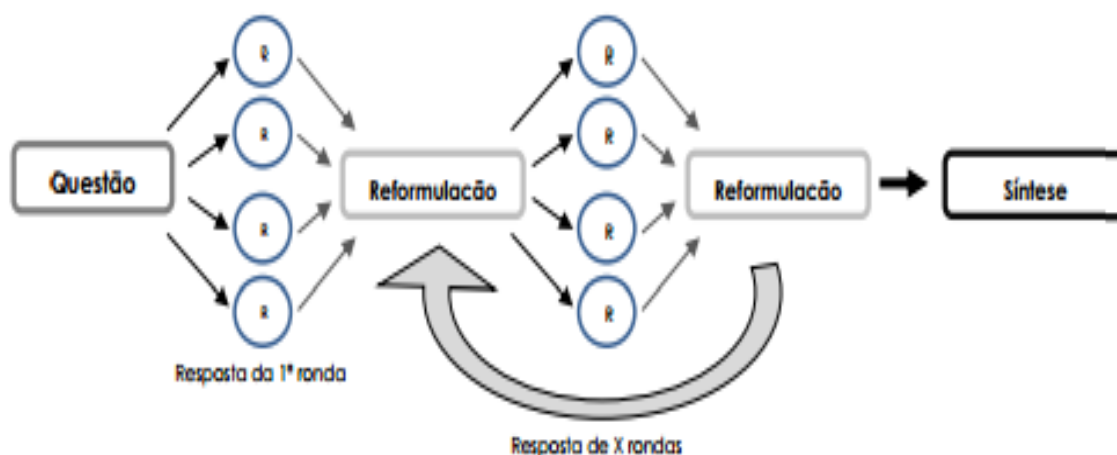 R
R
R
R
Questão
Reformulacão
R
R
R
R
Reformulacão
Síntese
Resposta da 1ª ronda
Resposta de X rondas